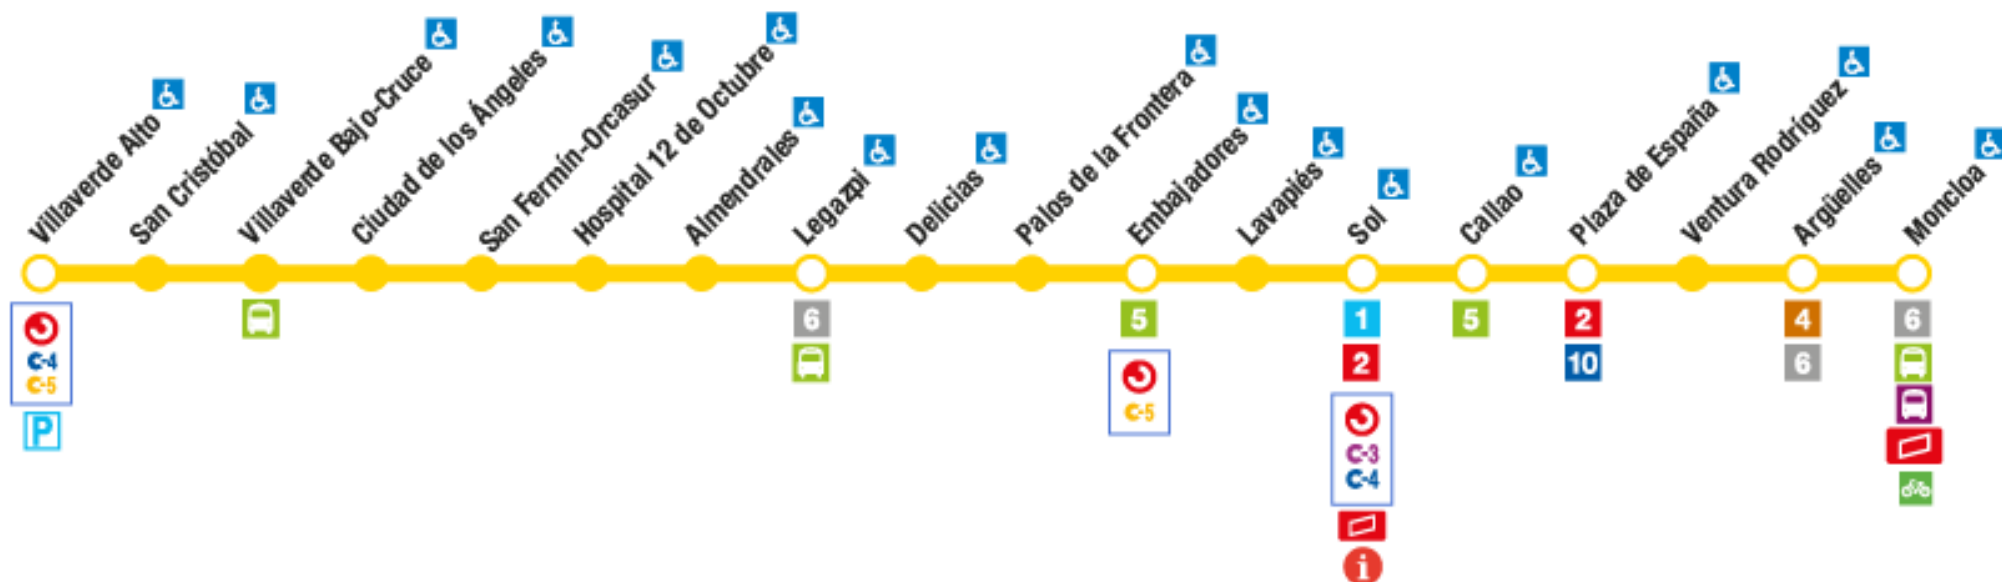 Villaverde Alto
San Cristóbal
Villaverde Bajo-Cruce
Ciudad de los Ángeles
San Fermín-Orcasur
Hospital 12 de Octubre
Almendrales
Legazpi
Delicias
Palos de la Frontera
Embajadores
Lavapiés
Sol
Callao
Plaza de España
Ventura Rodríguez
Argüelles
Moncloa
C-4
C-5
P
6
5
C-5
1
2
C-3
C-4
i
5
2
10
4
6
6